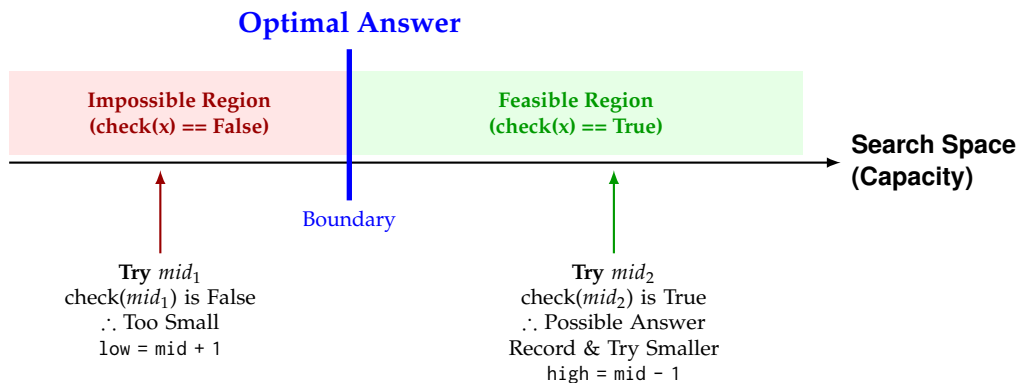 Optimal Answer
Impossible Region
(check(x) == False)
Feasible Region
(check(x) == True)
Search Space
(Capacity)
Boundary
Try mid₁
check(mid₁) is False
∴ Too Small
low = mid + 1
Try mid₂
check(mid₂) is True
∴ Possible Answer
Record & Try Smaller
high = mid − 1